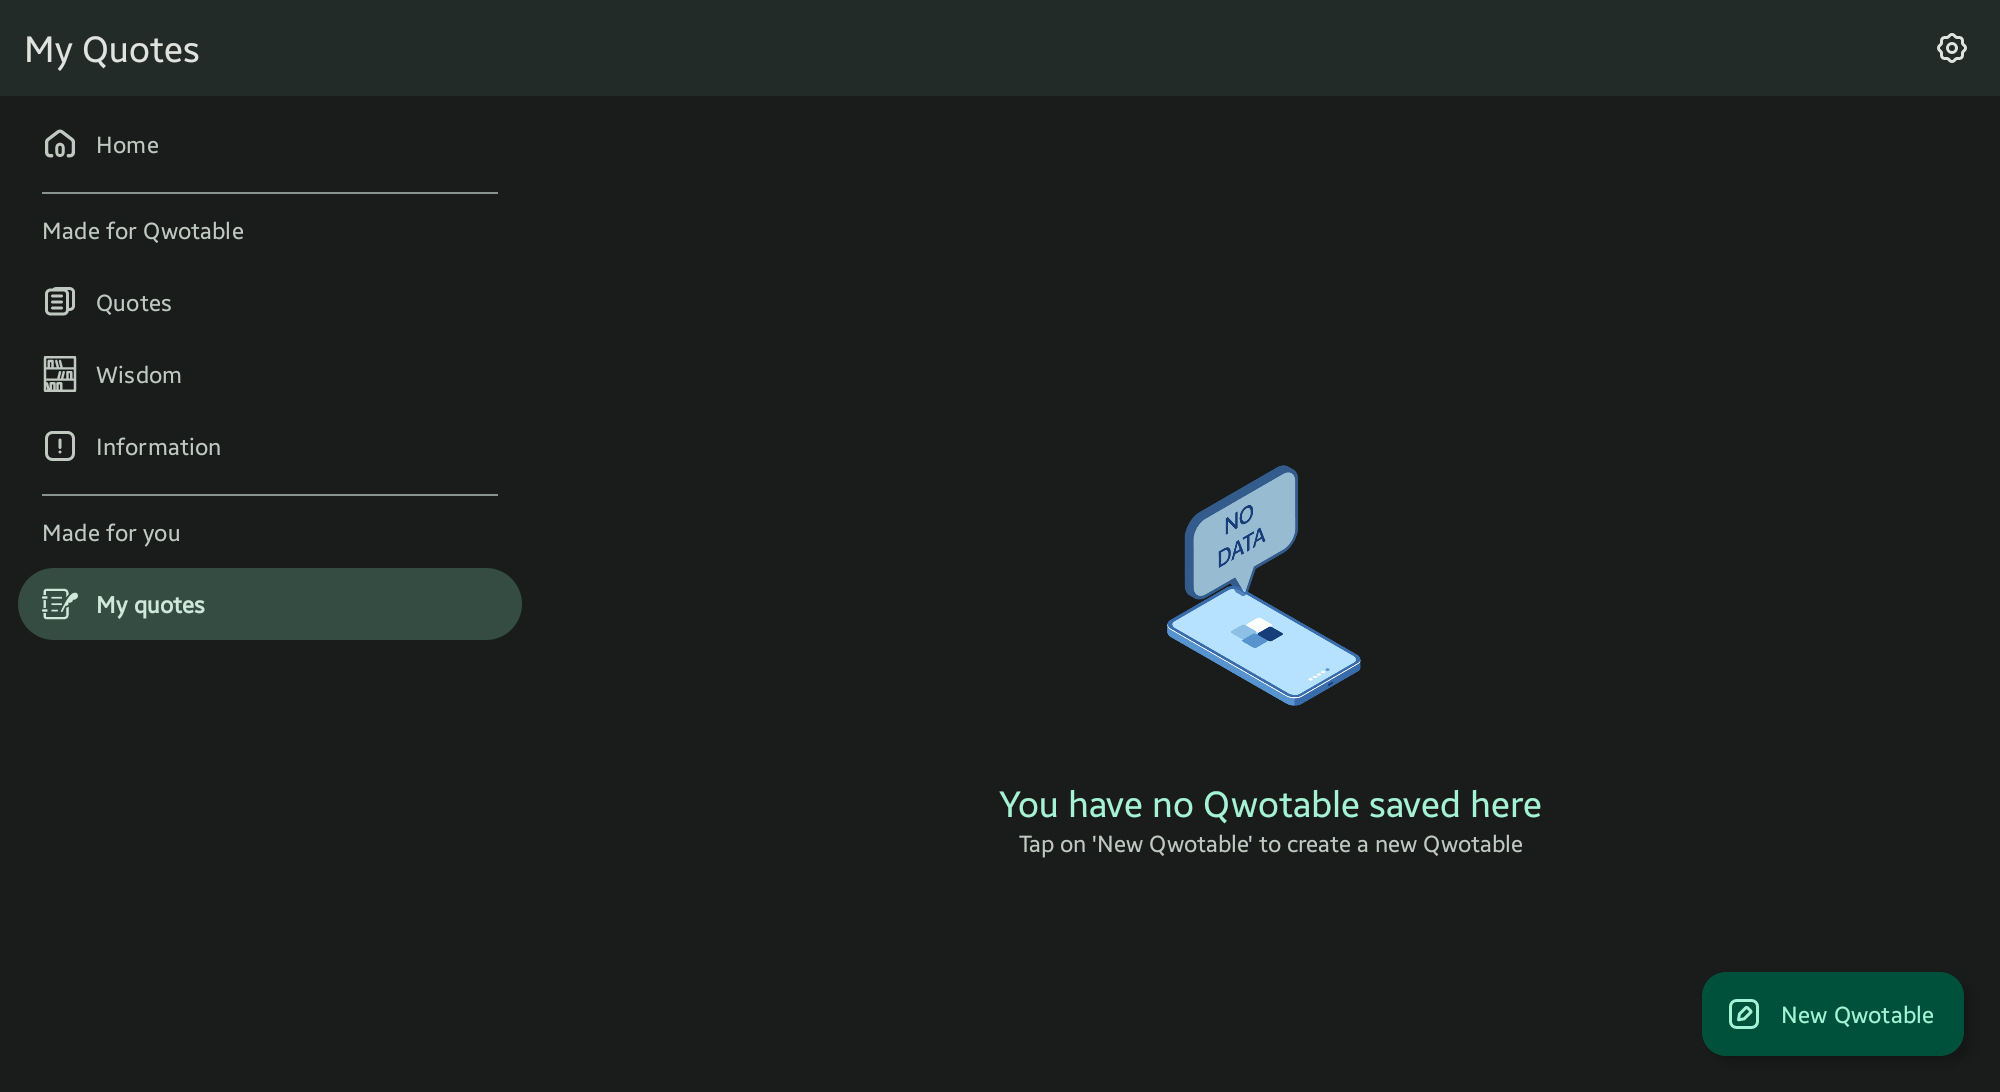 My Quotes
Home
Made for Qwotable
Quotes
Wisdom
Information
Made for you
My quotes
NO
DATA
You have no Qwotable saved here
Tap on 'New Qwotable' to create a new Qwotable
New Qwotable